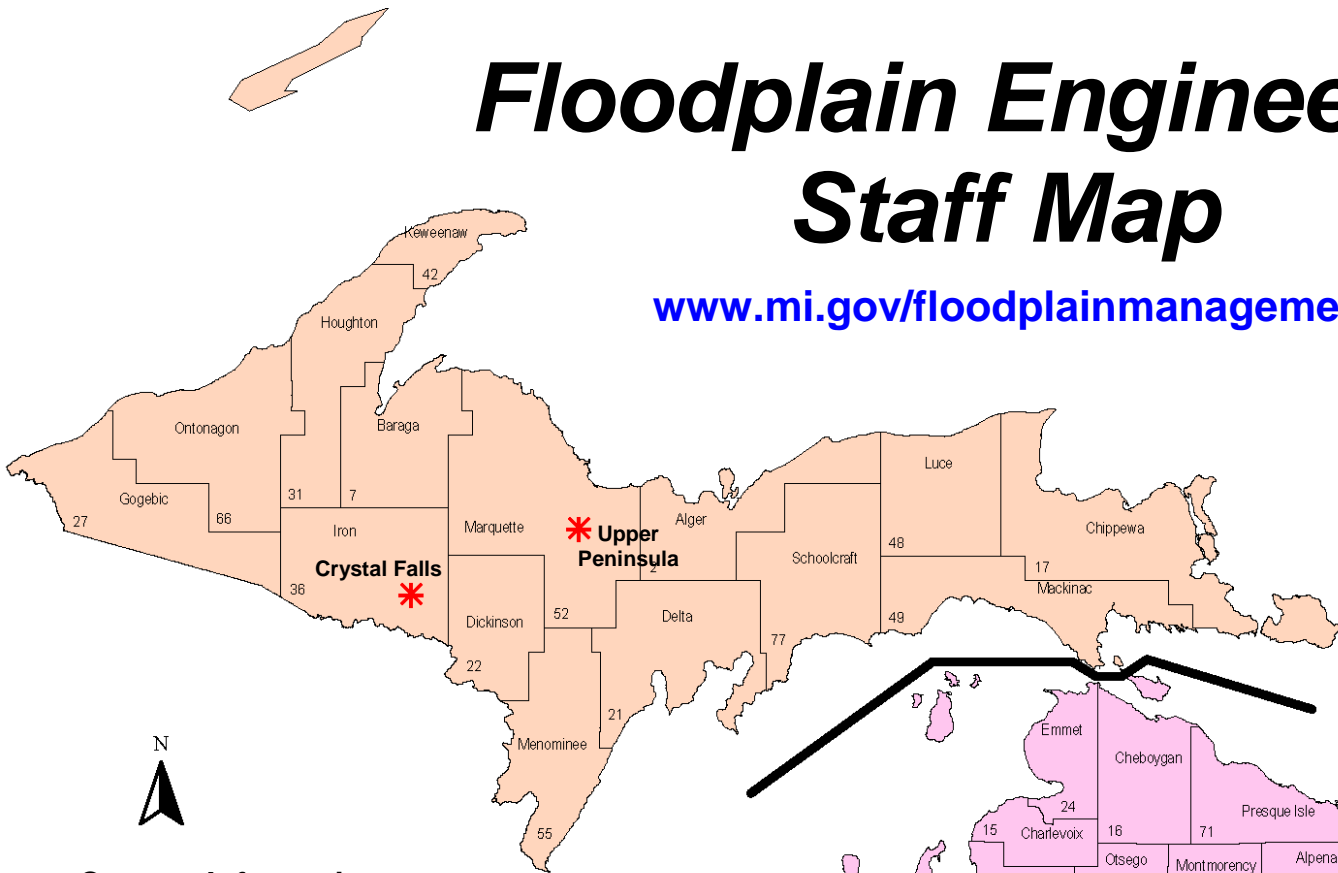 Floodplain Enginee
Staff Map
www.mi.gov/floodplainmanageme
Keweenaw
42
Houghton
Ontonagon
Baraga
Luce
Gogebic
27
66
31
7
Iron
Marquette
Upper
Peninsula
Alger
2
Chippewa
Schoolcraft
48
17
Crystal Falls
36
Mackinac
Dickinson
52
Delta
49
77
22
21
Menominee
N
55
Emmet
Cheboygan
24
Presque Isle
15
Charlevoix
16
71
Otsego
Montmorency
Alpena